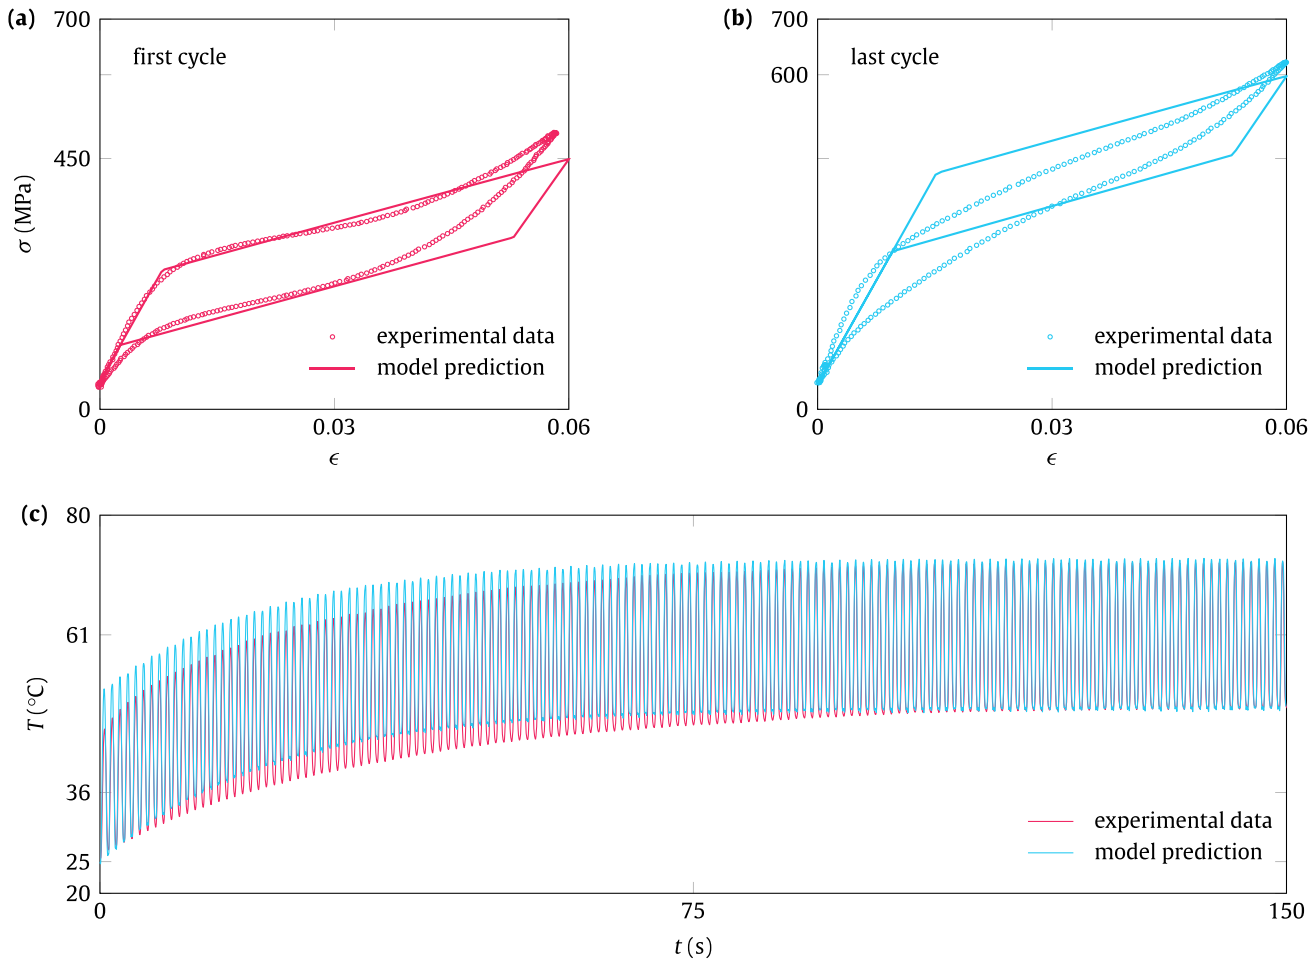 (a)
700
first cycle
450
σ (MPa)
experimental data
model prediction
0
0
0.03
0.06
ϵ
(b)
700
last cycle
600
experimental data
model prediction
0
0
0.03
0.06
ϵ
(c)
80
61
T (°C)
36
experimental data
model prediction
25
20
0
75
150
t (s)